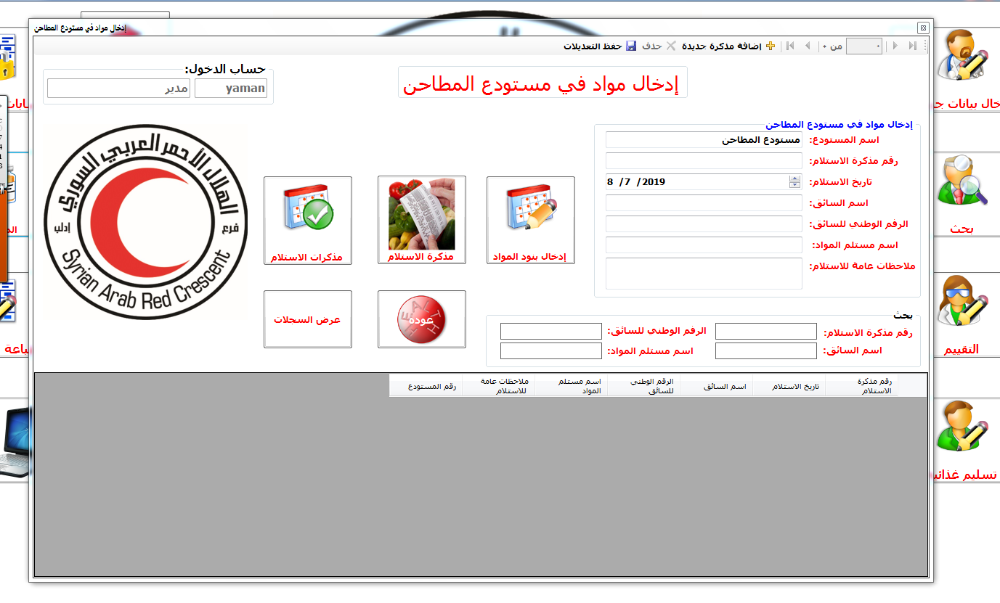 إدخال مواد في مستودع المطاحن
من ٠
إضافة مذكرة جديدة
حذف
حفظ التعديلات
حساب الدخول:
yaman
مدير
إدخال مواد في مستودع المطاحن
إدخال مواد في مستودع المطاحن
اسم المستودع: مستودع المطاحن
رقم مذكرة الاستلام:
تاريخ الاستلام: 8 /7 /2019
اسم السائق:
الرقم الوطني للسائق:
اسم مستلم المواد:
ملاحظات عامة للاستلام:
إدخال بنود المواد
مذكرة الاستلام
مذكرات الاستلام
الهلال الأحمر العربي السوري
فرع
إدلب
Syrian Arab Red Crescent
عودة
HEALTH
عرض السجلات
بحث
رقم مذكرة الاستلام:
الرقم الوطني للسائق:
اسم السائق:
اسم مستلم المواد:
رقم مذكرة الاستلام
تاريخ الاستلام
اسم السائق
الرقم الوطني للسائق
اسم مستلم المواد
ملاحظات عامة للاستلام
رقم المستودع
بحث
التقييم